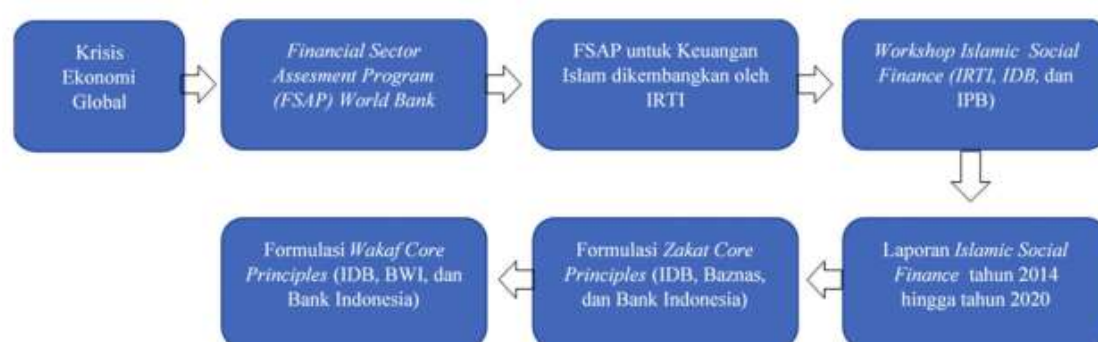 Krisis
Ekonomi
Global
Financial Sector
Assesment Program
(FSAP) World Bank
FSAP untuk Keuangan
Islam dikembangkan oleh
IRTI
Workshop Islamic Social
Finance (IRTI, IDB, dan
IPB)
Laporan Islamic Social
Finance tahun 2014
hingga tahun 2020
Formulasi Zakat Core
Principles (IDB, Baznas,
dan Bank Indonesia)
Formulasi Wakaf Core
Principles (IDB, BWI, dan
Bank Indonesia)